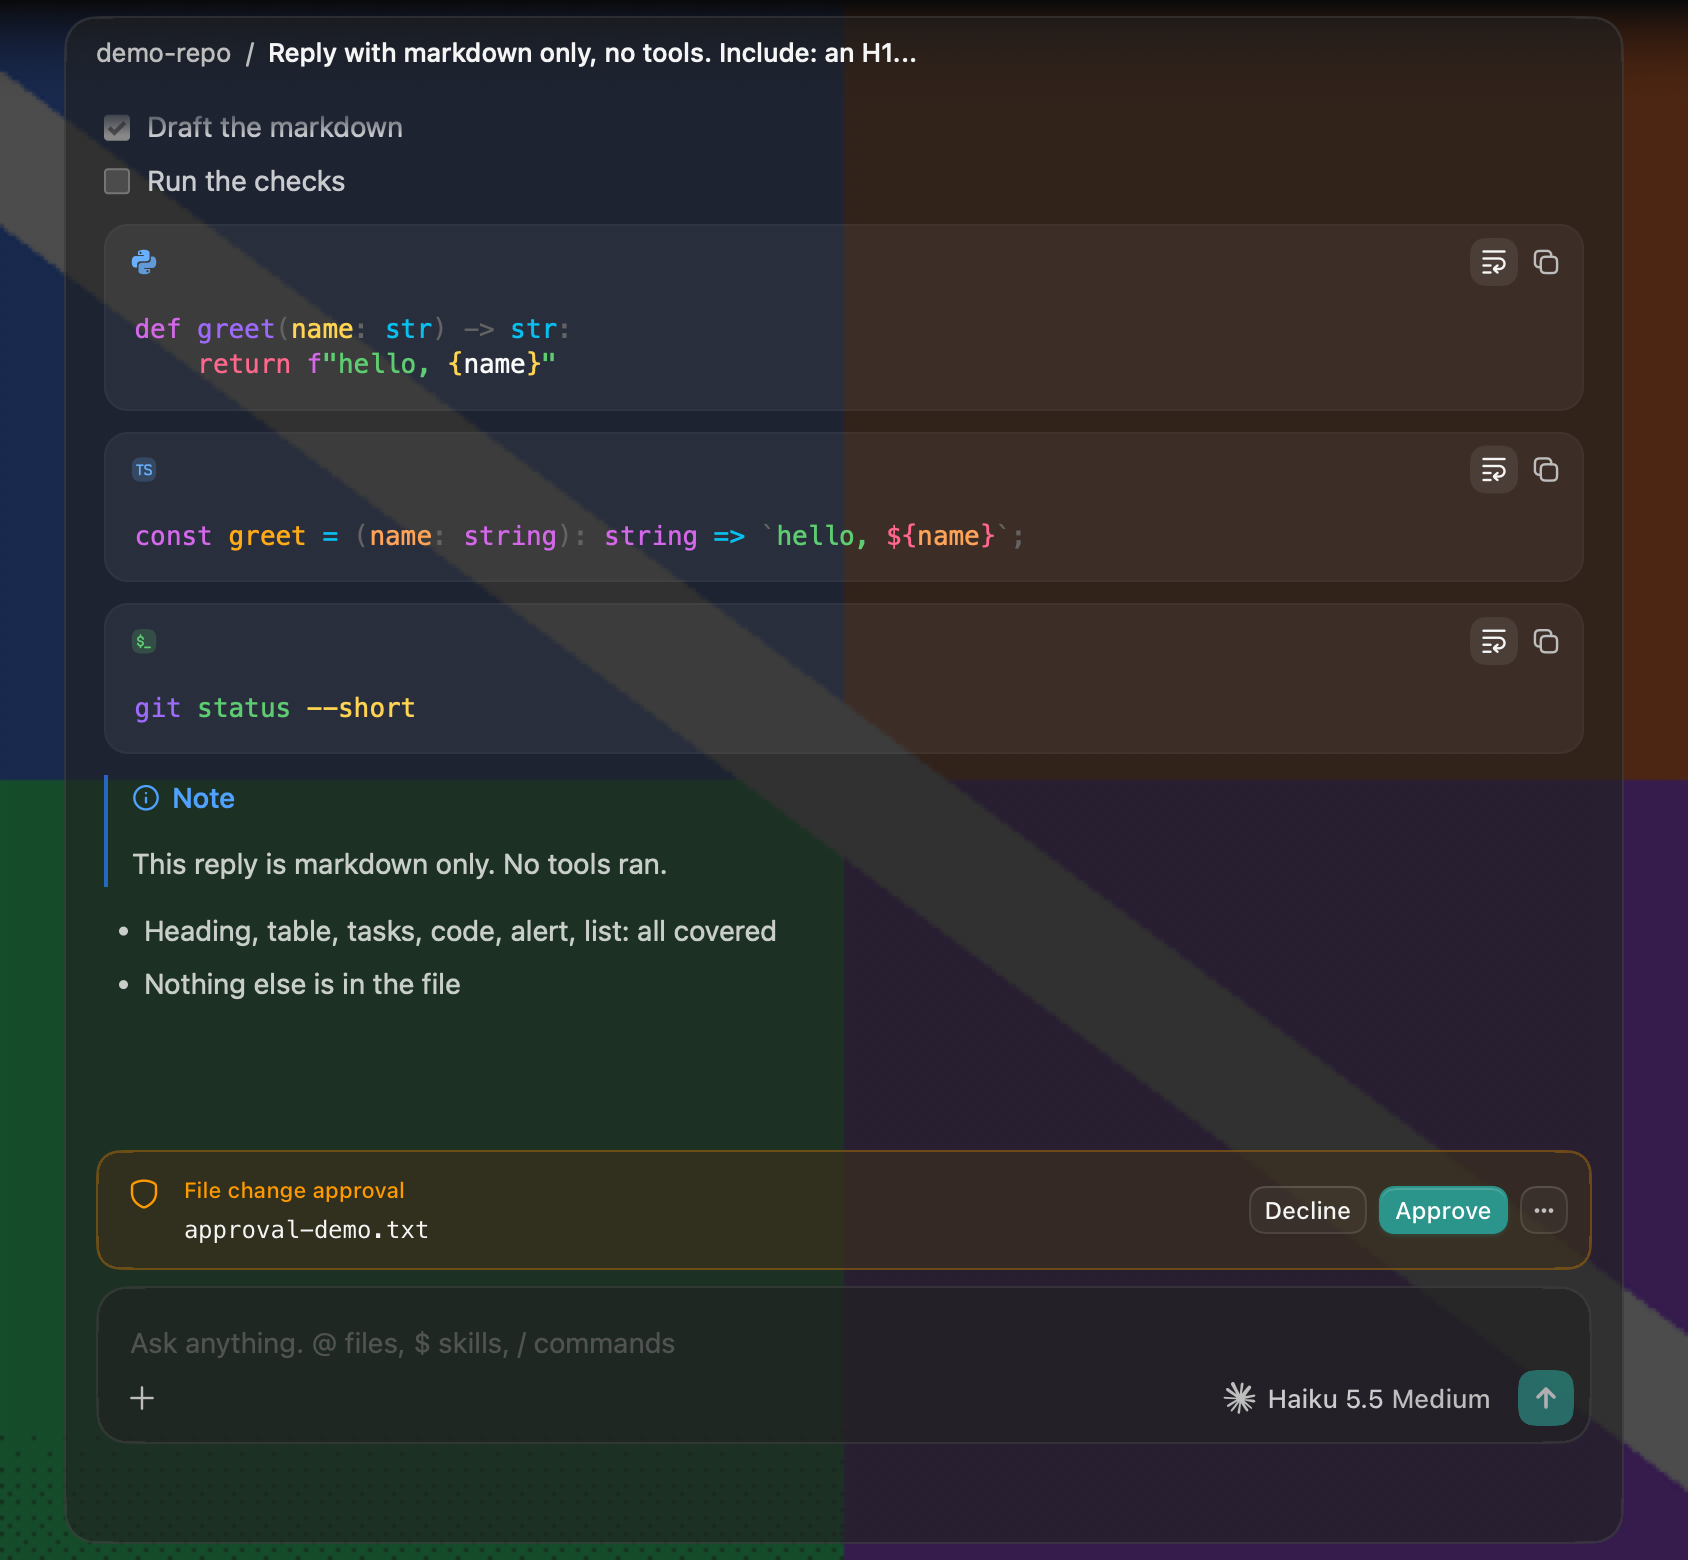 demo-repo / Reply with markdown only, no tools. Include: an H1...
Draft the markdown
Run the checks
def greet(name: str) -> str:
    return f"hello, {name}"
TS
const greet = (name: string): string => `hello, ${name}`;
$_
git status --short
Note
This reply is markdown only. No tools ran.
• Heading, table, tasks, code, alert, list: all covered
• Nothing else is in the file
File change approval
approval-demo.txt
Decline Approve
Ask anything. @ files, $ skills, / commands
Haiku 5.5 Medium